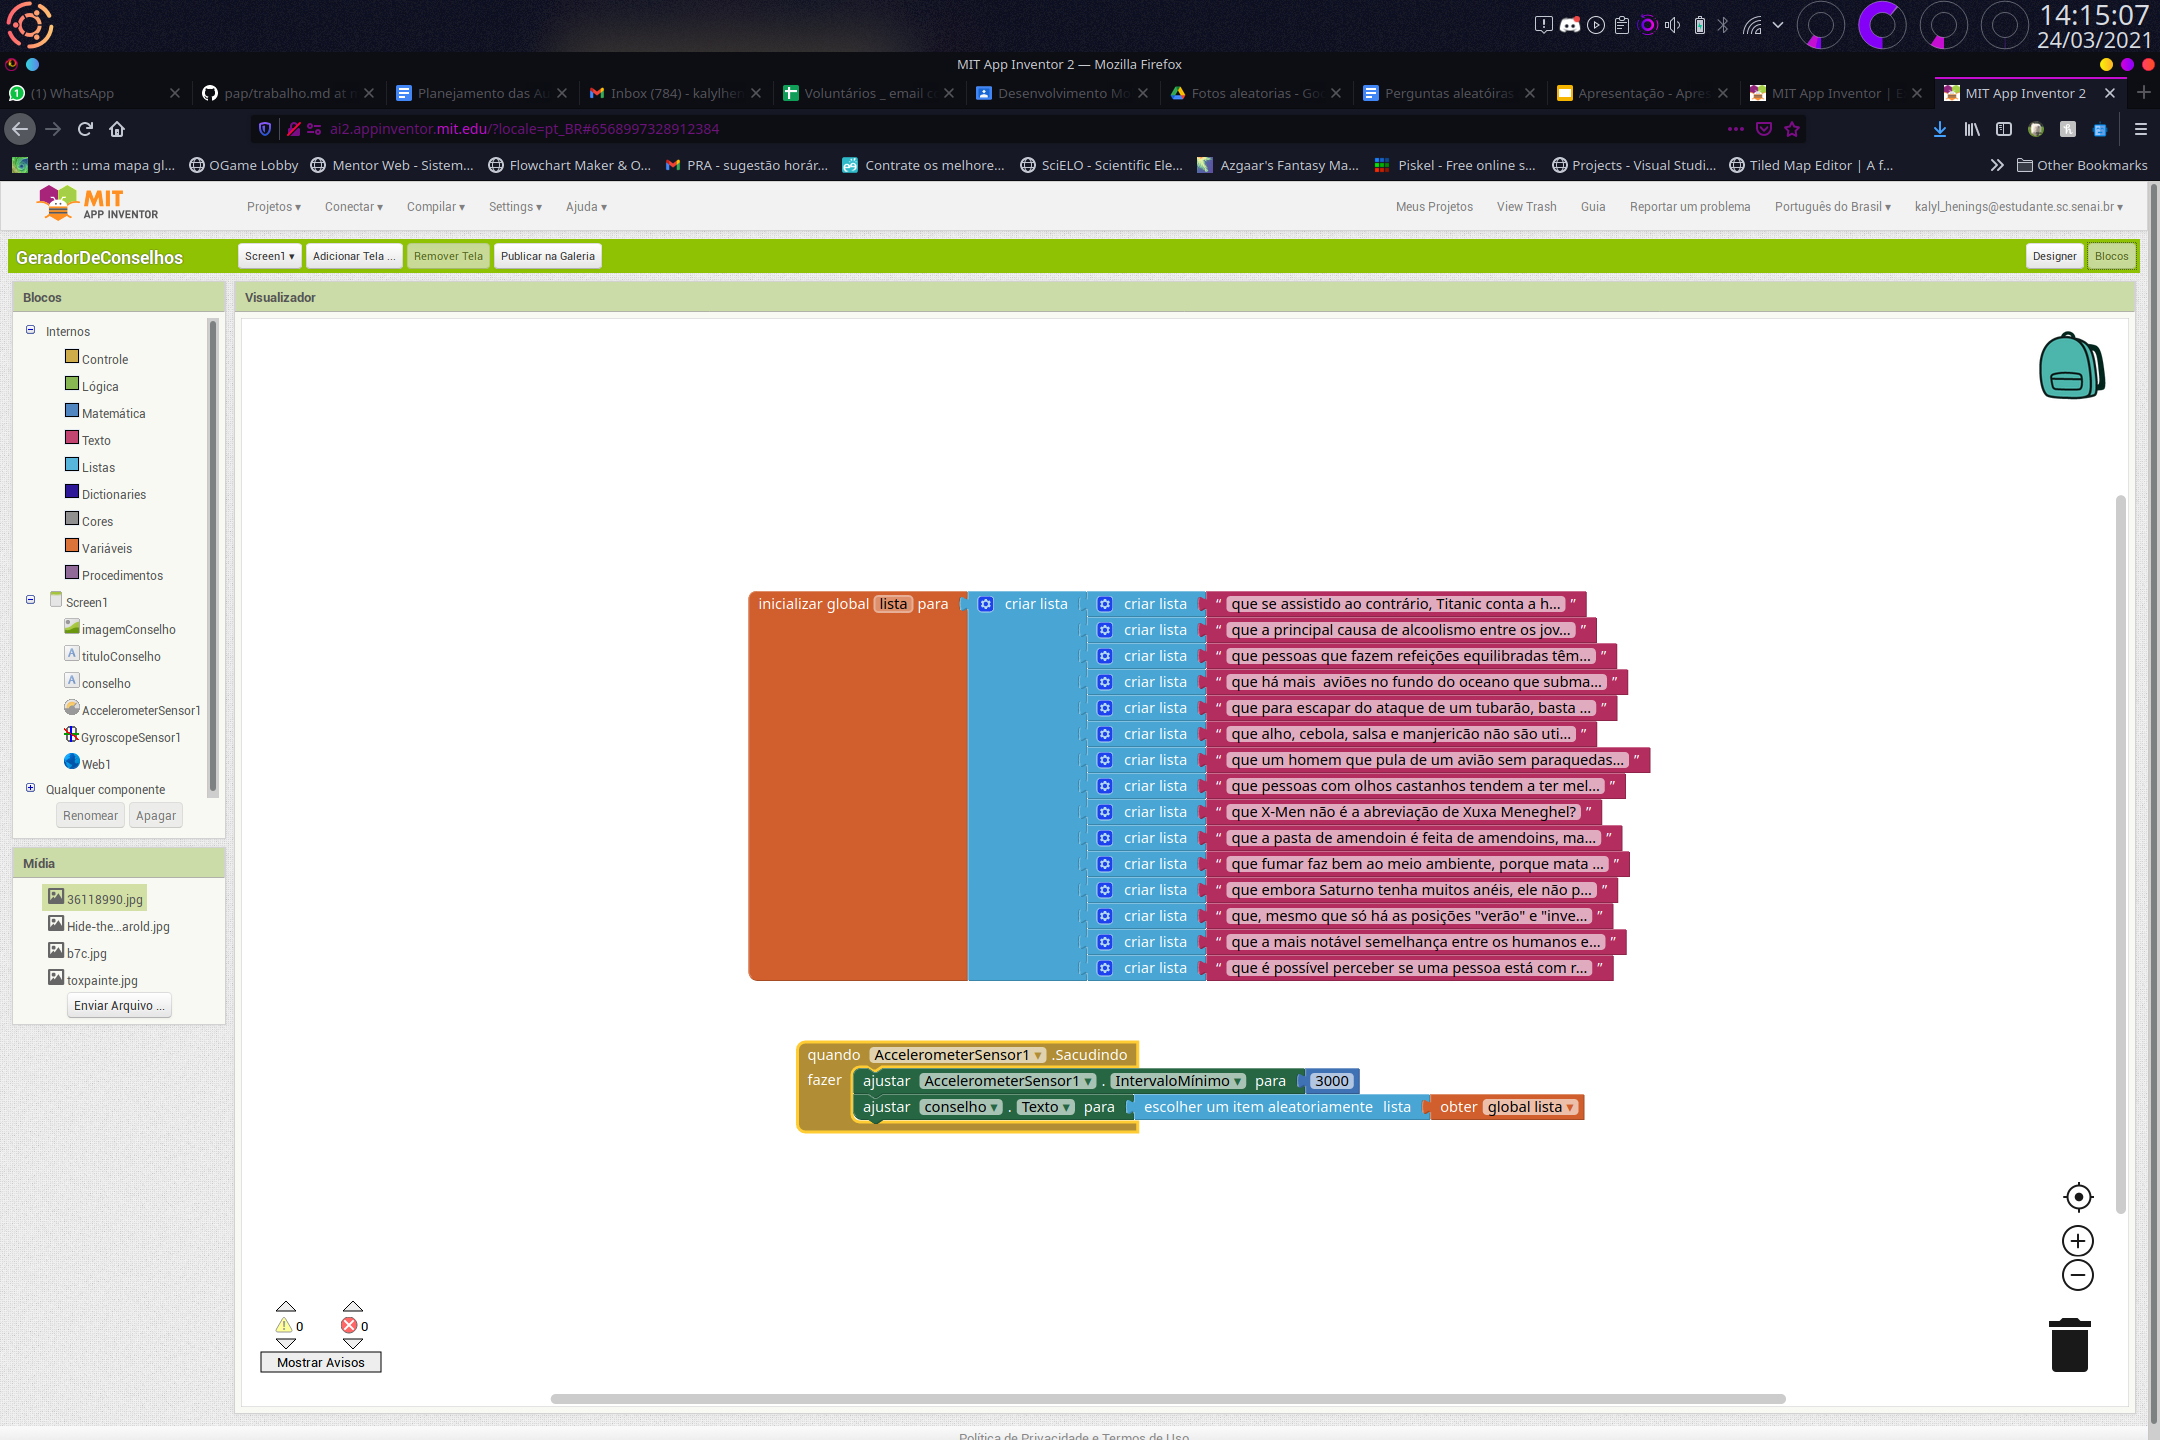 14:15:07
24/03/2021
MIT App Inventor 2 — Mozilla Firefox
(1) WhatsApp
pap/trabalho.md at
Planejamento das Au
Inbox (784) - kalylhen
Voluntários _ email c
Desenvolvimento Mo
Fotos aleatorias - Go
Perguntas aleatóiras
Apresentação - Apres
MIT App Inventor | E
MIT App Inventor 2
ai2.appinventor.mit.edu/?locale=pt_BR#6568997328912384
earth :: uma mapa gl...
OGame Lobby
Mentor Web - Sistem...
Flowchart Maker & O...
PRA - sugestão horár...
Contrate os melhore...
SciELO - Scientific Ele...
Azgaar's Fantasy Ma...
Piskel - Free online s...
Projects - Visual Studi...
Tiled Map Editor | A f...
Other Bookmarks
MIT
APP INVENTOR
Projetos
Conectar
Compilar
Settings
Ajuda
Meus Projetos
View Trash
Guia
Reportar um problema
Português do Brasil
kalyl_henings@estudante.sc.senai.br
GeradorDeConselhos
Screen1
Adicionar Tela ...
Remover Tela
Publicar na Galeria
Designer
Blocos
Blocos
Visualizador
Internos
Controle
Lógica
Matemática
Texto
Listas
Dictionaries
Cores
Variáveis
Procedimentos
Screen1
imagemConselho
tituloConselho
conselho
AccelerometerSensor1
GyroscopeSensor1
Web1
Qualquer componente
Renomear
Apagar
Mídia
36118990.jpg
Hide-the...arold.jpg
b7c.jpg
toxpainte.jpg
Enviar Arquivo ...
inicializar global lista para criar lista criar lista " que se assistido ao contrário, Titanic conta a h... "
criar lista " que a principal causa de alcoolismo entre os jov... "
criar lista " que pessoas que fazem refeições equilibradas têm... "
criar lista " que há mais  aviões no fundo do oceano que subma... "
criar lista " que para escapar do ataque de um tubarão, basta ... "
criar lista " que alho, cebola, salsa e manjericão não são uti... "
criar lista " que um homem que pula de um avião sem paraquedas... "
criar lista " que pessoas com olhos castanhos tendem a ter mel... "
criar lista " que X-Men não é a abreviação de Xuxa Meneghel? "
criar lista " que a pasta de amendoin é feita de amendoins, ma... "
criar lista " que fumar faz bem ao meio ambiente, porque mata ... "
criar lista " que embora Saturno tenha muitos anéis, ele não p... "
criar lista " que, mesmo que só há as posições "verão" e "inve... "
criar lista " que a mais notável semelhança entre os humanos e... "
criar lista " que é possível perceber se uma pessoa está com r... "
quando AccelerometerSensor1 .Sacudindo
fazer ajustar AccelerometerSensor1 . IntervaloMínimo para 3000
ajustar conselho . Texto para escolher um item aleatoriamente lista obter global lista
0
0
Mostrar Avisos
Política de Privacidade e Termos de Uso